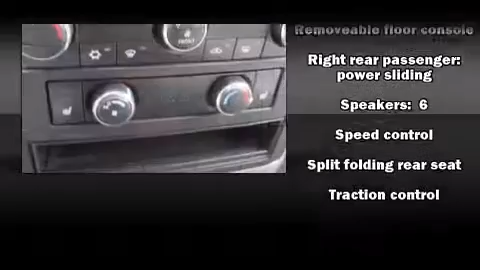 Removeable floor console
Right rear passenger:
power sliding
Speakers: 6
Speed control
Split folding rear seat
Traction control